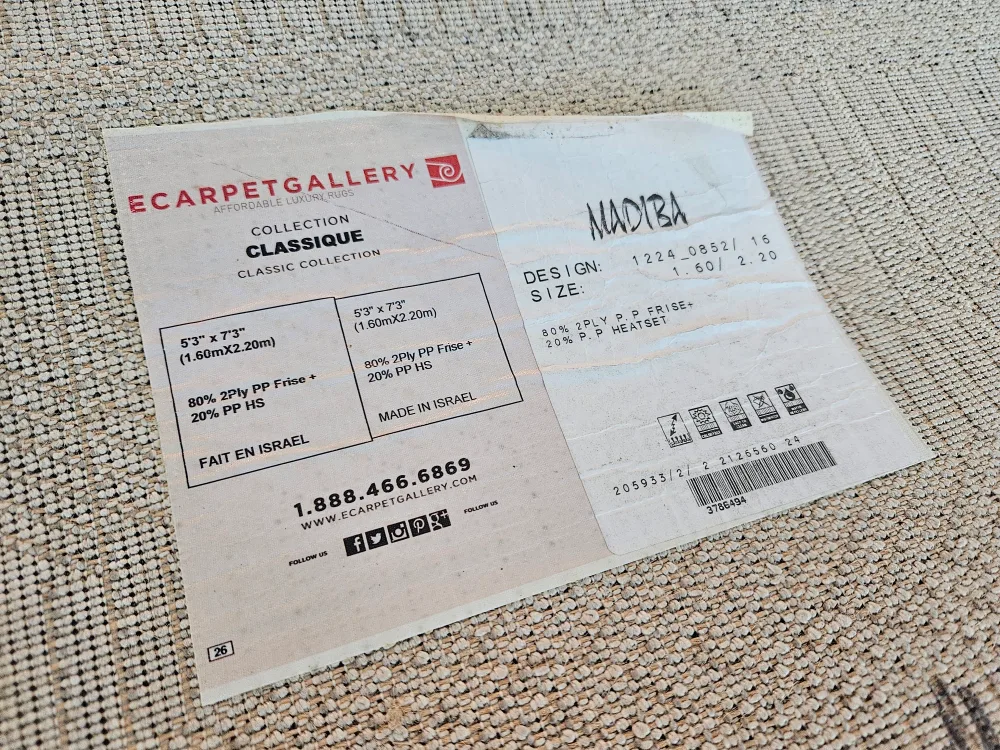 ECARPETGALLERY
AFFORDABLE LUXURY RUGS
COLLECTION
CLASSIQUE
CLASSIC COLLECTION
5'3" x 7'3"
(1.60mX2.20m)
80% 2Ply PP Frise +
20% PP HS
FAIT EN ISRAEL
5'3" x 7'3"
(1.60mX2.20m)
80% 2Ply PP Frise +
20% PP HS
MADE IN ISRAEL
1.888.466.6869
WWW.ECARPETGALLERY.COM
FOLLOW US
FOLLOW US
26
MADIBA
DESIGN: 1224_0852/ 16
SIZE: 1.60/ 2.20
80% 2PLY P.P FRISE+
20% P.P HEATSET
205933/2/ 2 2126560 24
3786494